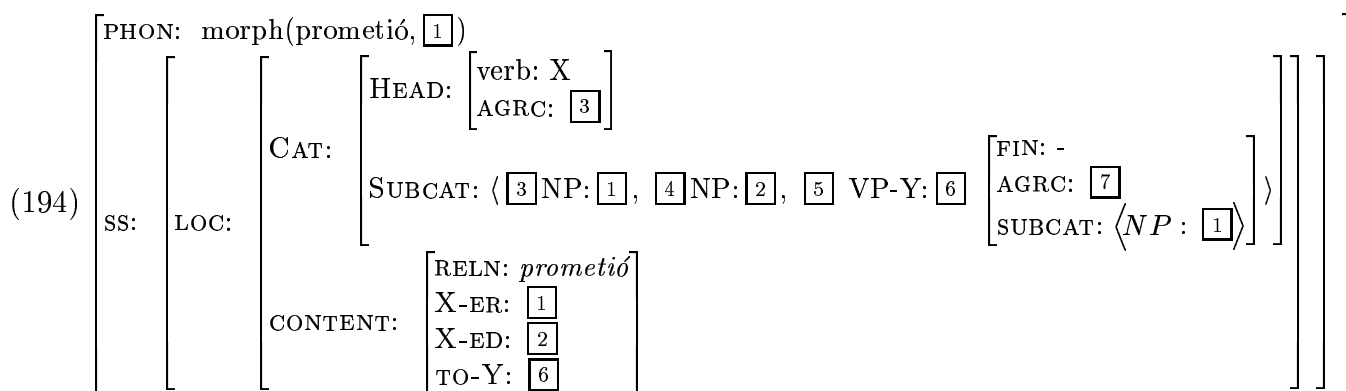 PHON: morph(prometió, 1)
verb: X
HEAD:
AGRC: 3
CAT:
FIN: -
(194) SS: LOC: SUBCAT: ⟨ 3 NP: 1, 4 NP: 2, 5 VP-Y: 6 AGRC: 7 ⟩
SUBCAT: ⟨NP : 1⟩
RELN: prometió
X-ER: 1
CONTENT:
X-ED: 2
TO-Y: 6